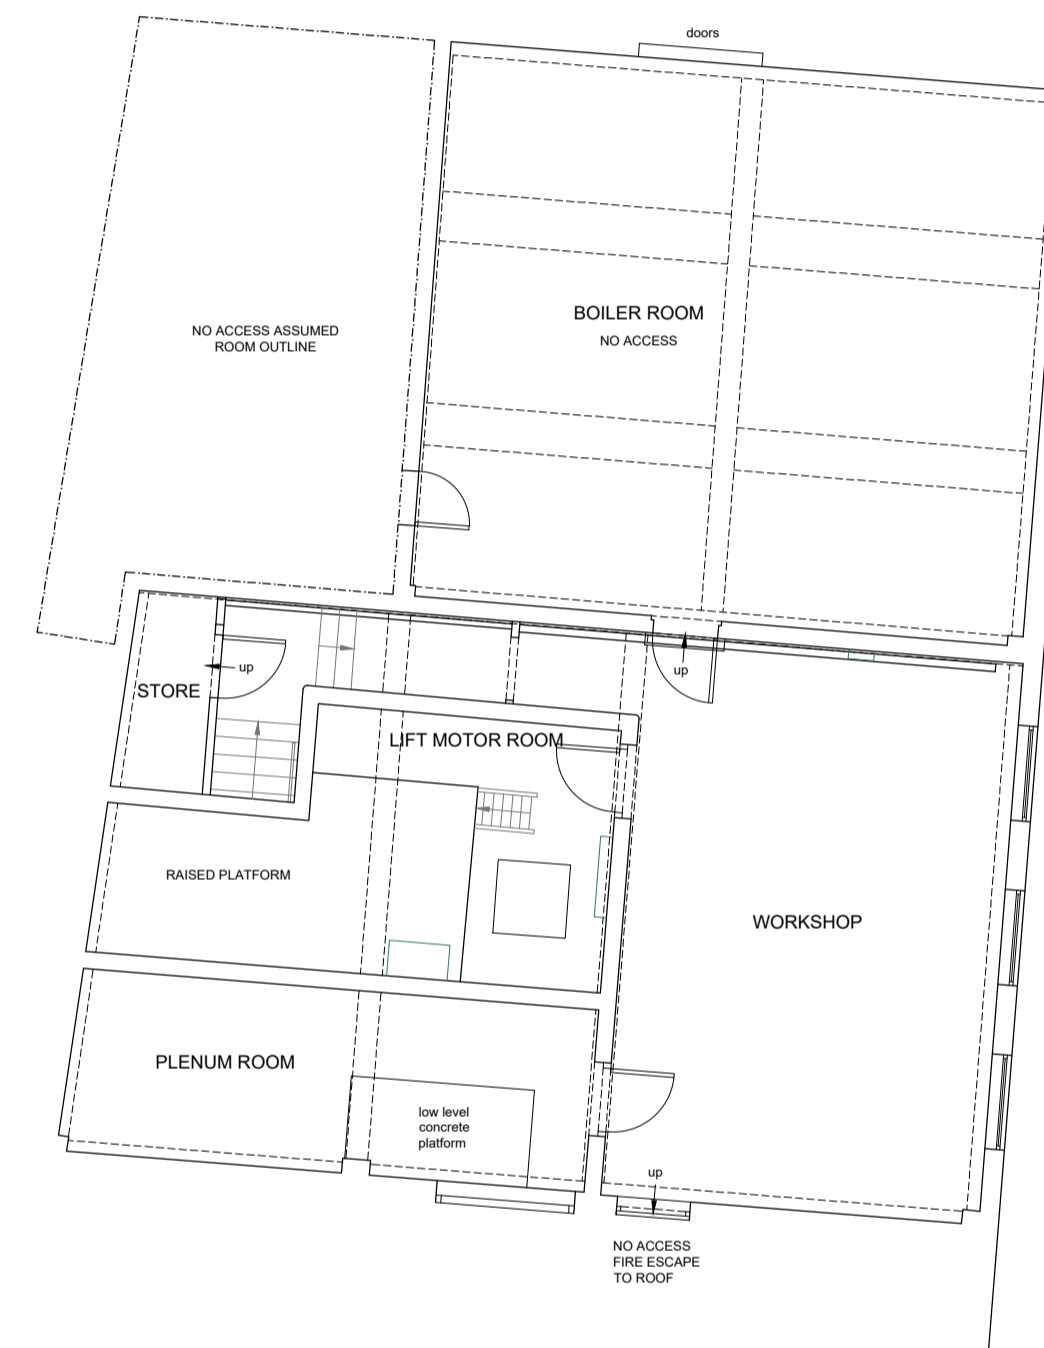 doors
NO ACCESS ASSUMED
ROOM OUTLINE
BOILER ROOM
NO ACCESS
up
up
STORE
LIFT MOTOR ROOM
RAISED PLATFORM
WORKSHOP
PLENUM ROOM
low level
concrete
platform
up
NO ACCESS
FIRE ESCAPE
TO ROOF